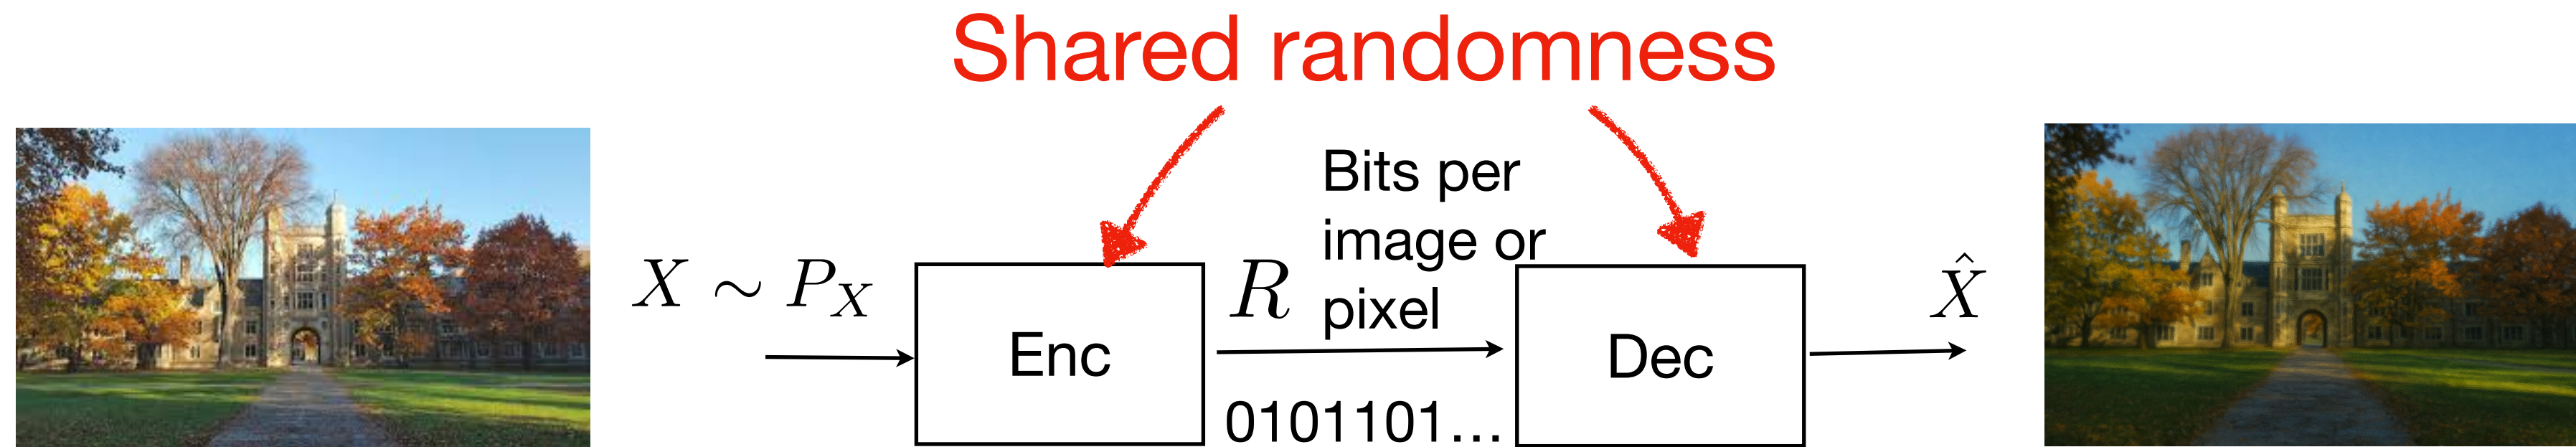 Shared randomness
X ∼ P_X
Enc
R
Bits per
image or
pixel
0101101...
Dec
X̂